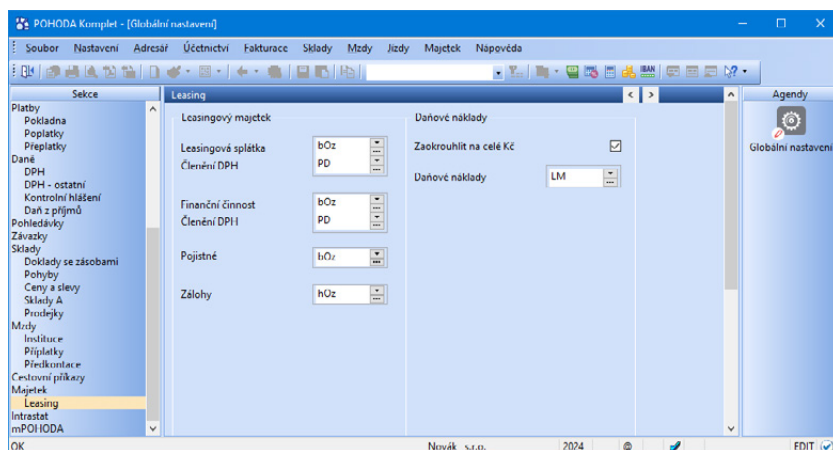 POHODA Komplet - [Globální nastavení]
Soubor Nastavení Adresář Účetnictví Fakturace Sklady Mzdy Jízdy Majetek Nápověda
IBAN
Sekce
Leasing
Agendy
Platby
Pokladna
Poplatky
Přeplatky
Daně
DPH
DPH - ostatní
Kontrolní hlášení
Daň z příjmů
Pohledávky
Závazky
Sklady
Doklady se zásobami
Pohyby
Ceny a slevy
Sklady A
Prodejky
Mzdy
Instituce
Příplatky
Předkontace
Cestovní příkazy
Majetek
Leasing
Intrastat
mPOHODA
Leasingový majetek
Leasingová splátka bOz
Členění DPH PD
Finanční činnost bOz
Členění DPH PD
Pojistné bOz
Zálohy bOz
Daňové náklady
Zaokrouhlit na celé Kč
Daňové náklady LM
Globální nastavení
OK Novák s.r.o. 2024 @ EDIT